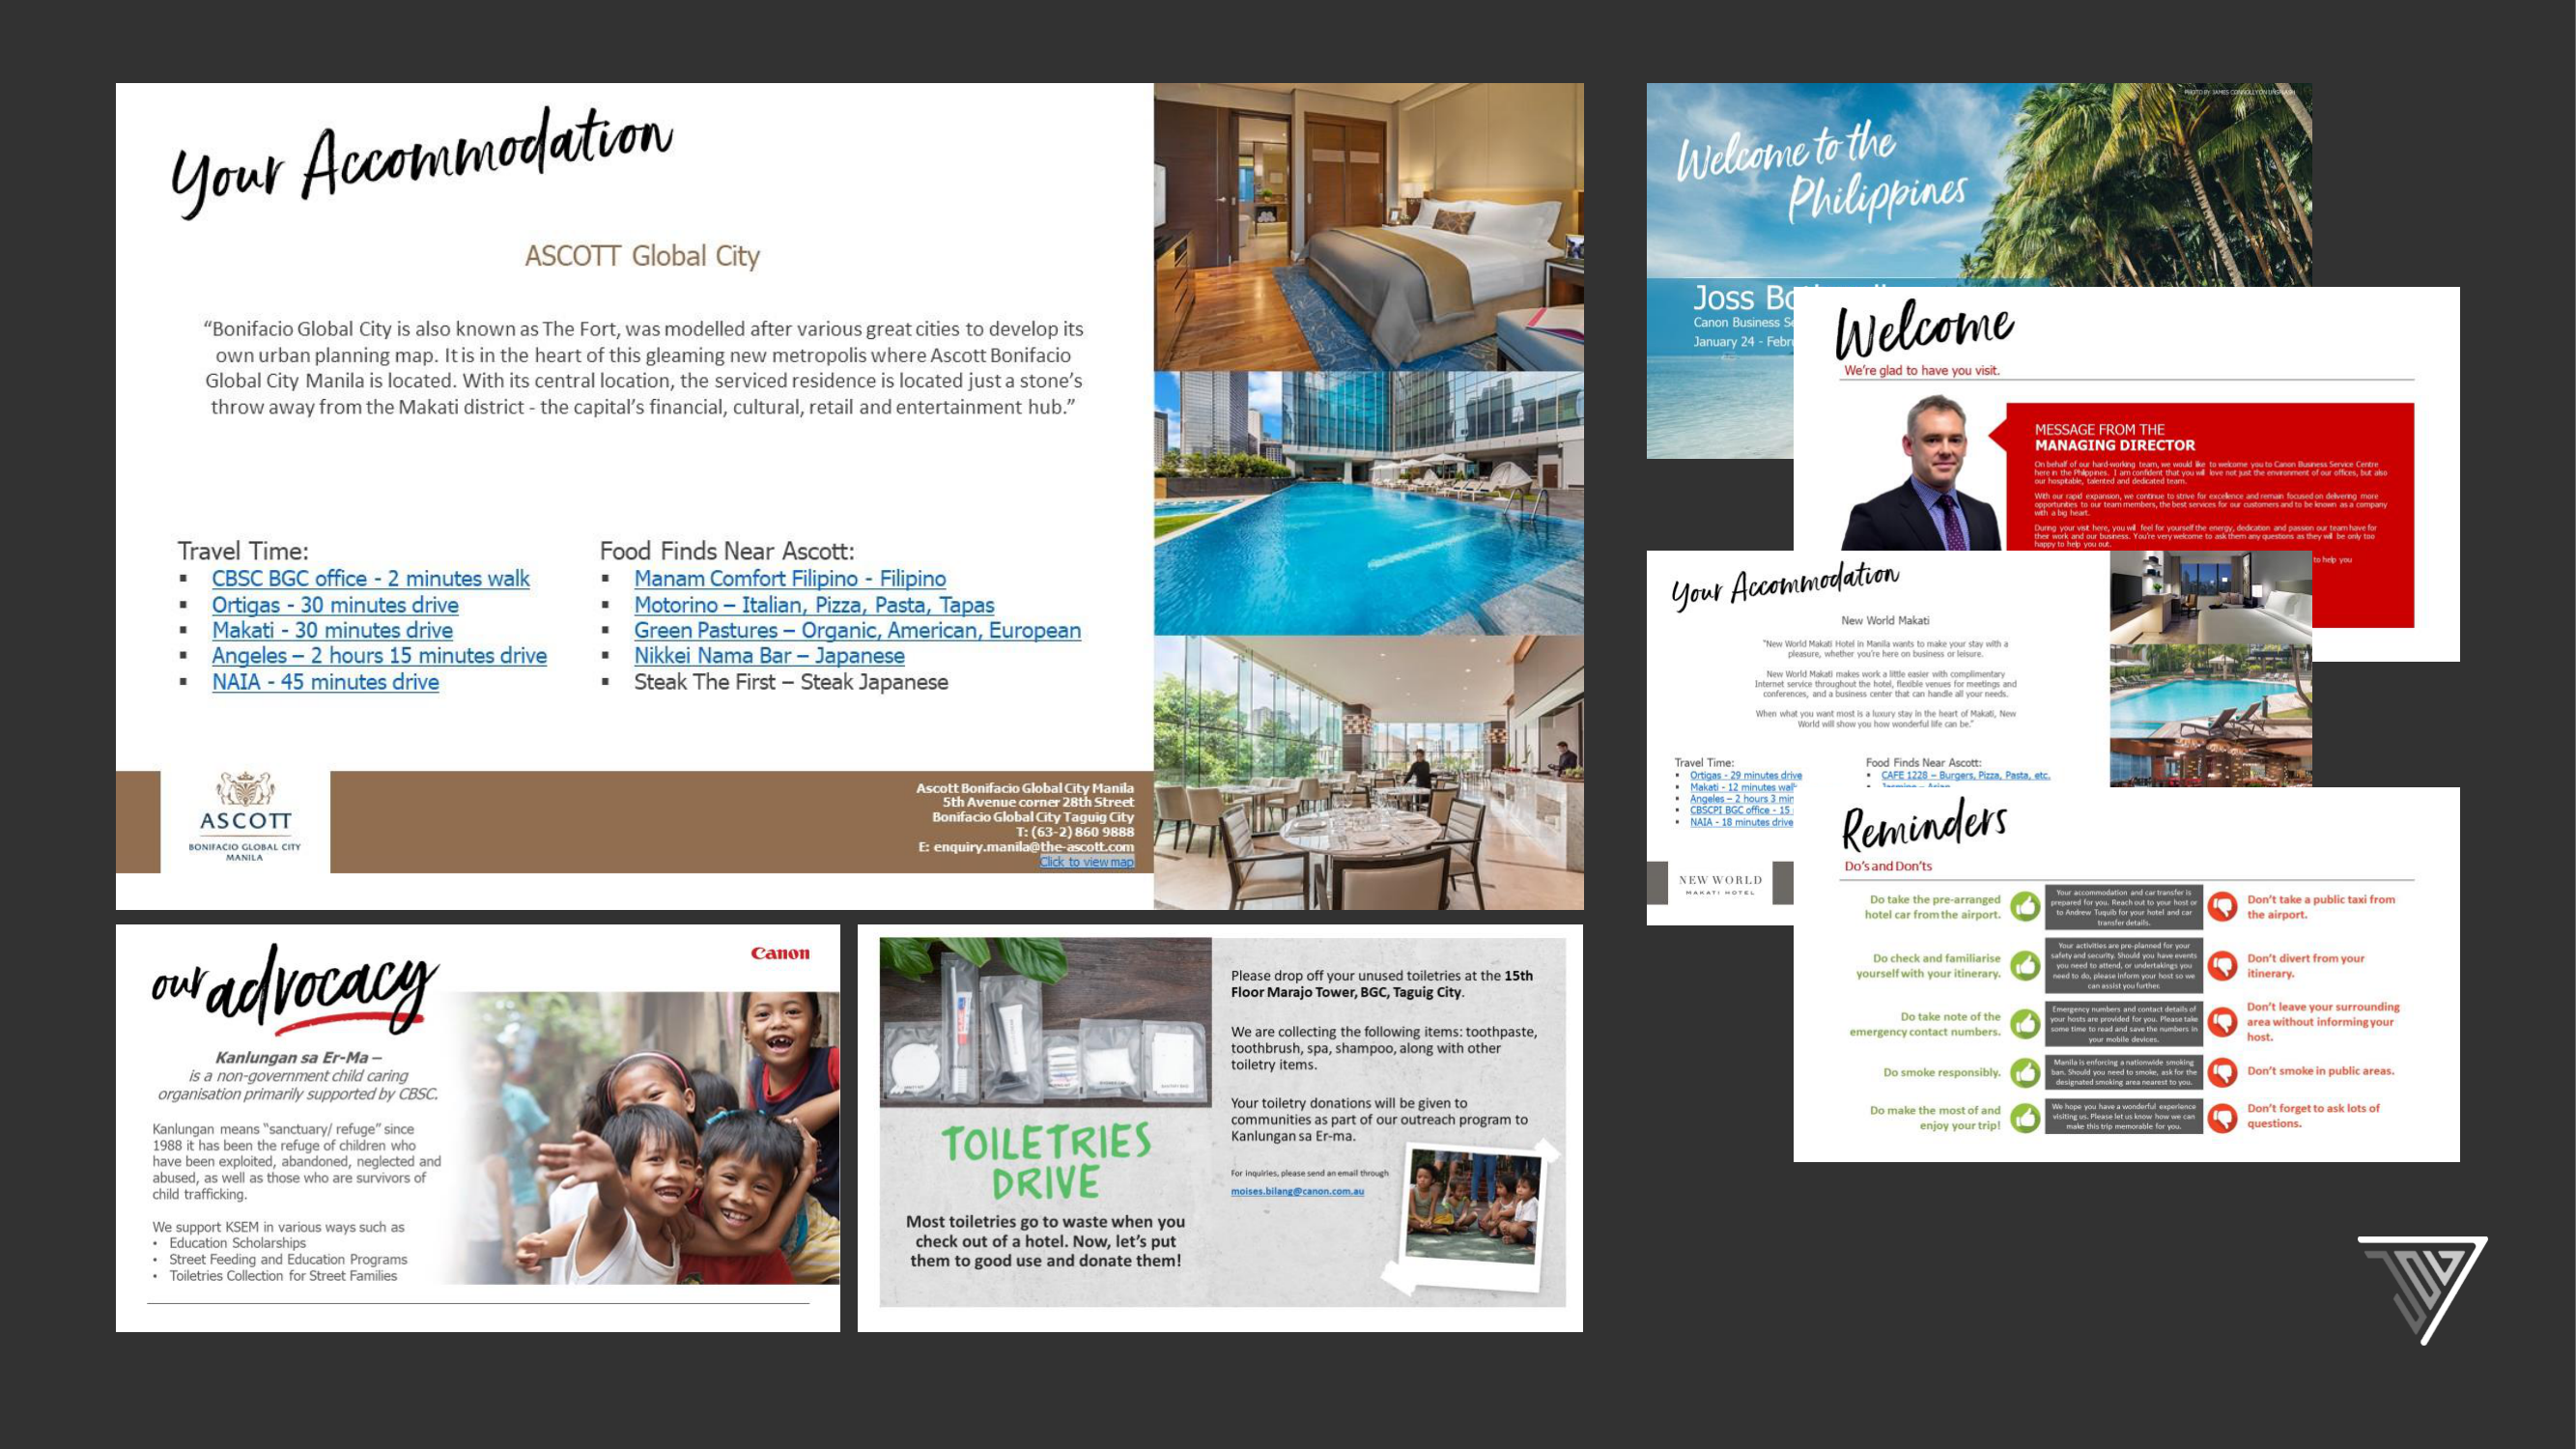 Your Accommodation
ASCOTT Global City
“Bonifacio Global City is also known as The Fort, was modelled after various great cities to develop its
own urban planning map. It is in the heart of this gleaming new metropolis where Ascott Bonifacio
Global City Manila is located. With its central location, the serviced residence is located just a stone’s
throw away from the Makati district - the capital’s financial, cultural, retail and entertainment hub.”
Travel Time:
▪ CBSC BGC office - 2 minutes walk
▪ Ortigas - 30 minutes drive
▪ Makati - 30 minutes drive
▪ Angeles – 2 hours 15 minutes drive
▪ NAIA - 45 minutes drive
Food Finds Near Ascott:
▪ Manam Comfort Filipino - Filipino
▪ Motorino – Italian, Pizza, Pasta, Tapas
▪ Green Pastures – Organic, American, European
▪ Nikkei Nama Bar – Japanese
▪ Steak The First – Steak Japanese
ASCOTT
BONIFACIO GLOBAL CITY
MANILA
Ascott Bonifacio Global City Manila
5th Avenue corner 28th Street
Bonifacio Global City Taguig City
T: (63-2) 860 9888
E: enquiry.manila@the-ascott.com
Click to view map
our advocacy
Canon
Kanlungan sa Er-Ma –
is a non-government child caring
organisation primarily supported by CBSC.
Kanlungan means “sanctuary/ refuge” since
1988 it has been the refuge of children who
have been exploited, abandoned, neglected and
abused, as well as those who are survivors of
child trafficking.
We support KSEM in various ways such as
• Education Scholarships
• Street Feeding and Education Programs
• Toiletries Collection for Street Families
TOILETRIES
DRIVE
Most toiletries go to waste when you
check out of a hotel. Now, let’s put
them to good use and donate them!
Please drop off your unused toiletries at the 15th
Floor Marajo Tower, BGC, Taguig City.
We are collecting the following items: toothpaste,
toothbrush, spa, shampoo, along with other
toiletry items.
Your toiletry donations will be given to
communities as part of our outreach program to
Kanlungan sa Er-ma.
For inquiries, please send an email through
moises.bilang@canon.com.au
PHOTO BY JAMES CONNOLLY ON UNSPLASH
Welcome to the
Philippines
Joss
Canon Business
January 24 -
Welcome
We’re glad to have you visit.
MESSAGE FROM THE
MANAGING DIRECTOR
On behalf of our hard-working team, we would like to welcome you to Canon Business Service Centre
here in the Philippines. I am confident that you will love not just the environment of our offices, but also
our hospitable, talented and dedicated team.
With our rapid expansion, we continue to strive for excellence and remain focused on delivering more
opportunities to our team members, the best services for our customers and to be known as a company
with a big heart.
During your visit here, you will feel for yourself the energy, dedication and passion our team have for
their work and our business. You’re very welcome to ask them any questions as they will be only too
happy to help you out.
to help you
Your Accommodation
New World Makati
“New World Makati Hotel in Manila wants to make your stay with a
pleasure, whether you’re here on business or leisure.
New World Makati makes work a little easier with complimentary
Internet service throughout the hotel, flexible venues for meetings and
conferences, and a business center that can handle all your needs.
When what you want most is a luxury stay in the heart of Makati, New
World will show you how wonderful life can be.”
Travel Time:
▪ Ortigas - 29 minutes drive
▪ Makati - 12 minutes
▪ Angeles – 2 hours 3
▪ CBSCPI BGC office - 15
▪ NAIA - 18 minutes drive
Food Finds Near Ascott:
▪ CAFE 1228 – Burgers, Pizza, Pasta, etc.
NEW WORLD
MAKATI HOTEL
Reminders
Do’s and Don’ts
Do take the pre-arranged
hotel car from the airport.
Your accommodation and car transfer is
prepared for you. Reach out to your host or
to Andrew Tuquib for your hotel and car
transfer details.
Don’t take a public taxi from
the airport.
Do check and familiarise
yourself with your itinerary.
Your activities are pre-planned for your
safety and security. Should you have events
you need to attend, or undertakings you
need to do, please inform your host so we
can assist you further.
Don’t divert from your
itinerary.
Do take note of the
emergency contact numbers.
Emergency numbers and contact details of
your hosts are provided for you. Please take
some time to read and save the numbers in
your mobile devices.
Don’t leave your surrounding
area without informing your
host.
Do smoke responsibly.
Manila is enforcing a nationwide smoking
ban. Should you need to smoke, ask for the
designated smoking area nearest to you.
Don’t smoke in public areas.
Do make the most of and
enjoy your trip!
We hope you have a wonderful experience
visiting us. Please let us know how we can
make this trip memorable for you.
Don’t forget to ask lots of
questions.